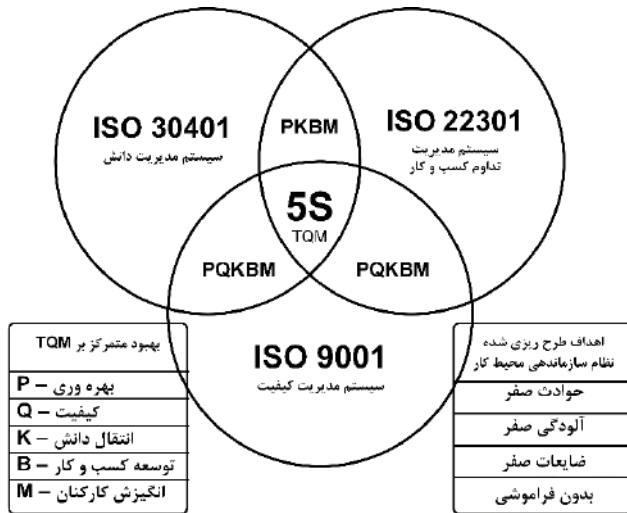 ISO 30401
سیستم مدیریت دانش
PKBM
ISO 22301
سیستم مدیریت
تداوم کسب و کار
5S
TQM
PQKBM
PQKBM
ISO 9001
سیستم مدیریت کیفیت
بهبود متمرکز بر TQM
P – بهره وری
Q – کیفیت
K – انتقال دانش
B – توسعه کسب و کار
M – انگیزش کارکنان
اهداف طرح ریزی شده
نظام سازماندهی محیط کار
حوادث صفر
آلودگی صفر
ضایعات صفر
بدون فراموشی